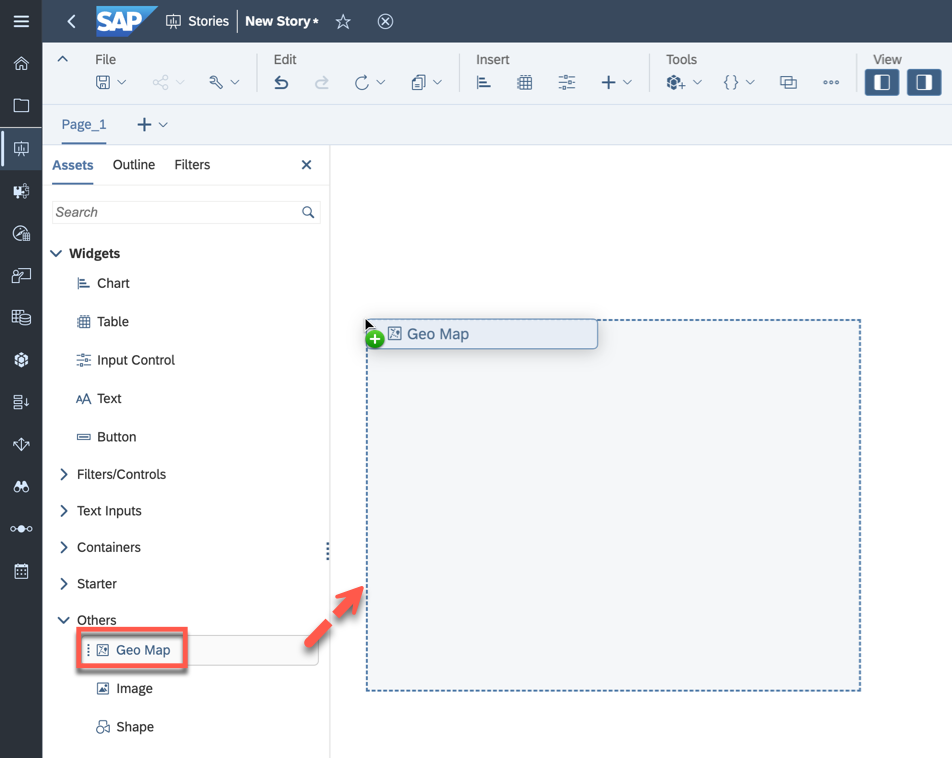 SAP Stories New Story*
File Edit Insert Tools View
Page_1
Assets Outline Filters
Search
Widgets
Chart
Table
Geo Map
Input Control
AA Text
Button
Filters/Controls
Text Inputs
Containers
Starter
Others
Geo Map
Image
Shape